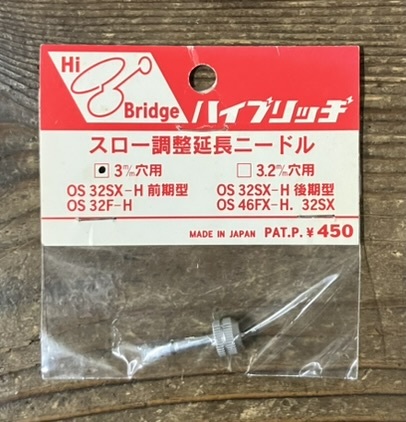 Hi
Bridge ハイブリッヂ
スロー調整延長ニードル
3㎜穴用 3.2㎜穴用
OS 32SX-H 前期型 OS 32SX-H 後期型
OS 32F-H OS 46FX-H. 32SX
MADE IN JAPAN PAT.P. ¥450